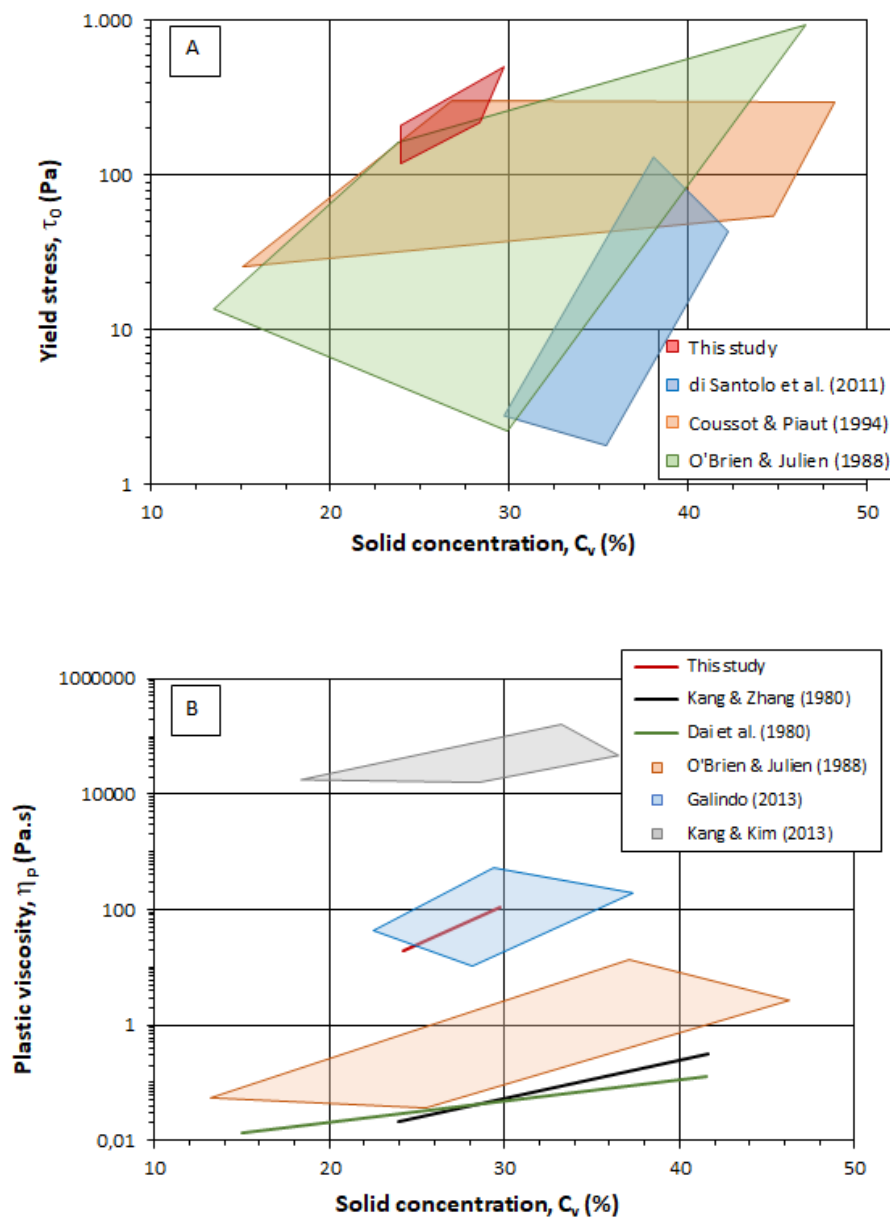 A
1.000
100
10
1
Yield stress, τ0 (Pa)
This study
di Santolo et al. (2011)
Coussot & Piaut (1994)
O'Brien & Julien (1988)
10 20 30 40 50
Solid concentration, Cv (%)
B
1000000
10000
100
1
0,01
Plastic viscosity, ηp (Pa.s)
This study
Kang & Zhang (1980)
Dai et al. (1980)
O'Brien & Julien (1988)
Galindo (2013)
Kang & Kim (2013)
10 20 30 40 50
Solid concentration, Cv (%)